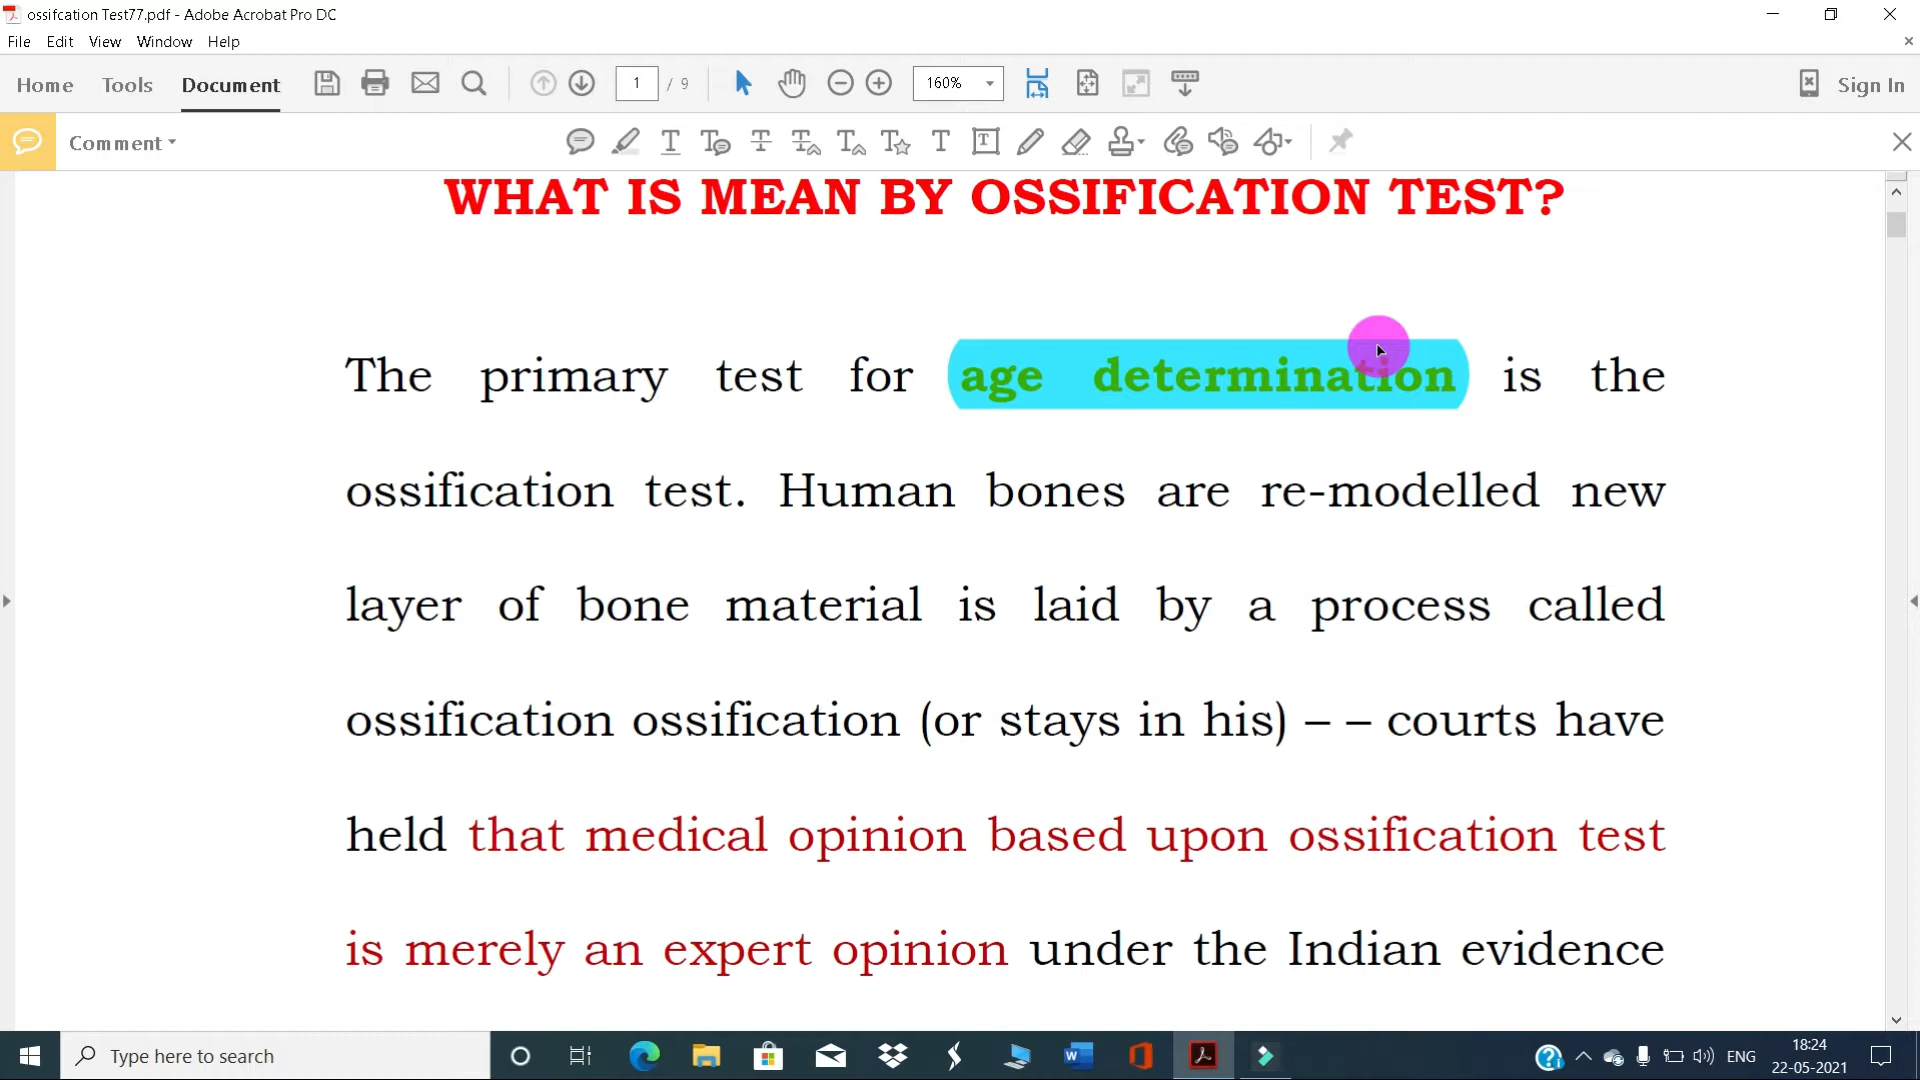 ossifcation Test77.pdf - Adobe Acrobat Pro DC
File Edit View Window Help
Home Tools Document 1 / 9 160% Sign In
Comment
WHAT IS MEAN BY OSSIFICATION TEST?
The primary test for age determination is the
ossification test. Human bones are re-modelled new
layer of bone material is laid by a process called
ossification ossification (or stays in his) – – courts have
held that medical opinion based upon ossification test
is merely an expert opinion under the Indian evidence
Type here to search
ENG
18:24
22-05-2021